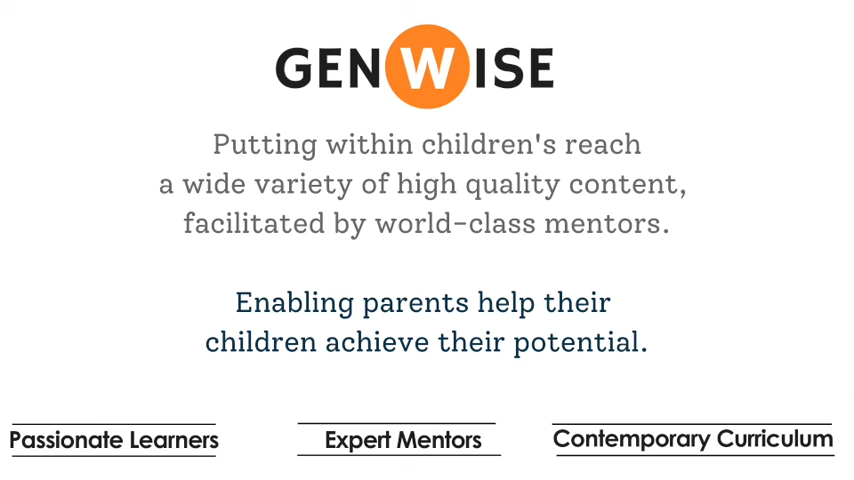 GENWISE
Putting within children's reach
a wide variety of high quality content,
facilitated by world-class mentors.
Enabling parents help their
children achieve their potential.
Passionate Learners
Expert Mentors
Contemporary Curriculum